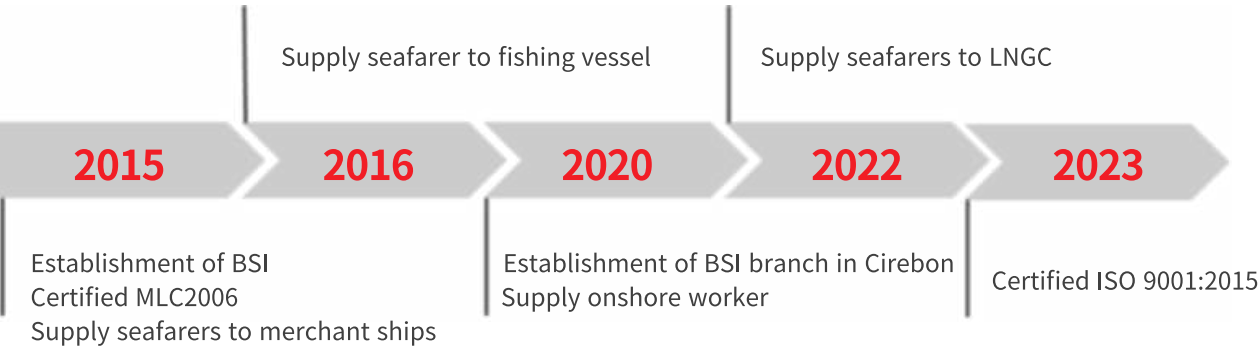 Supply seafarer to fishing vessel
Supply seafarers to LNGC
2015
2016
2020
2022
2023
Establishment of BSI
Certified MLC2006
Supply seafarers to merchant ships
Establishment of BSI branch in Cirebon
Supply onshore worker
Certified ISO 9001:2015